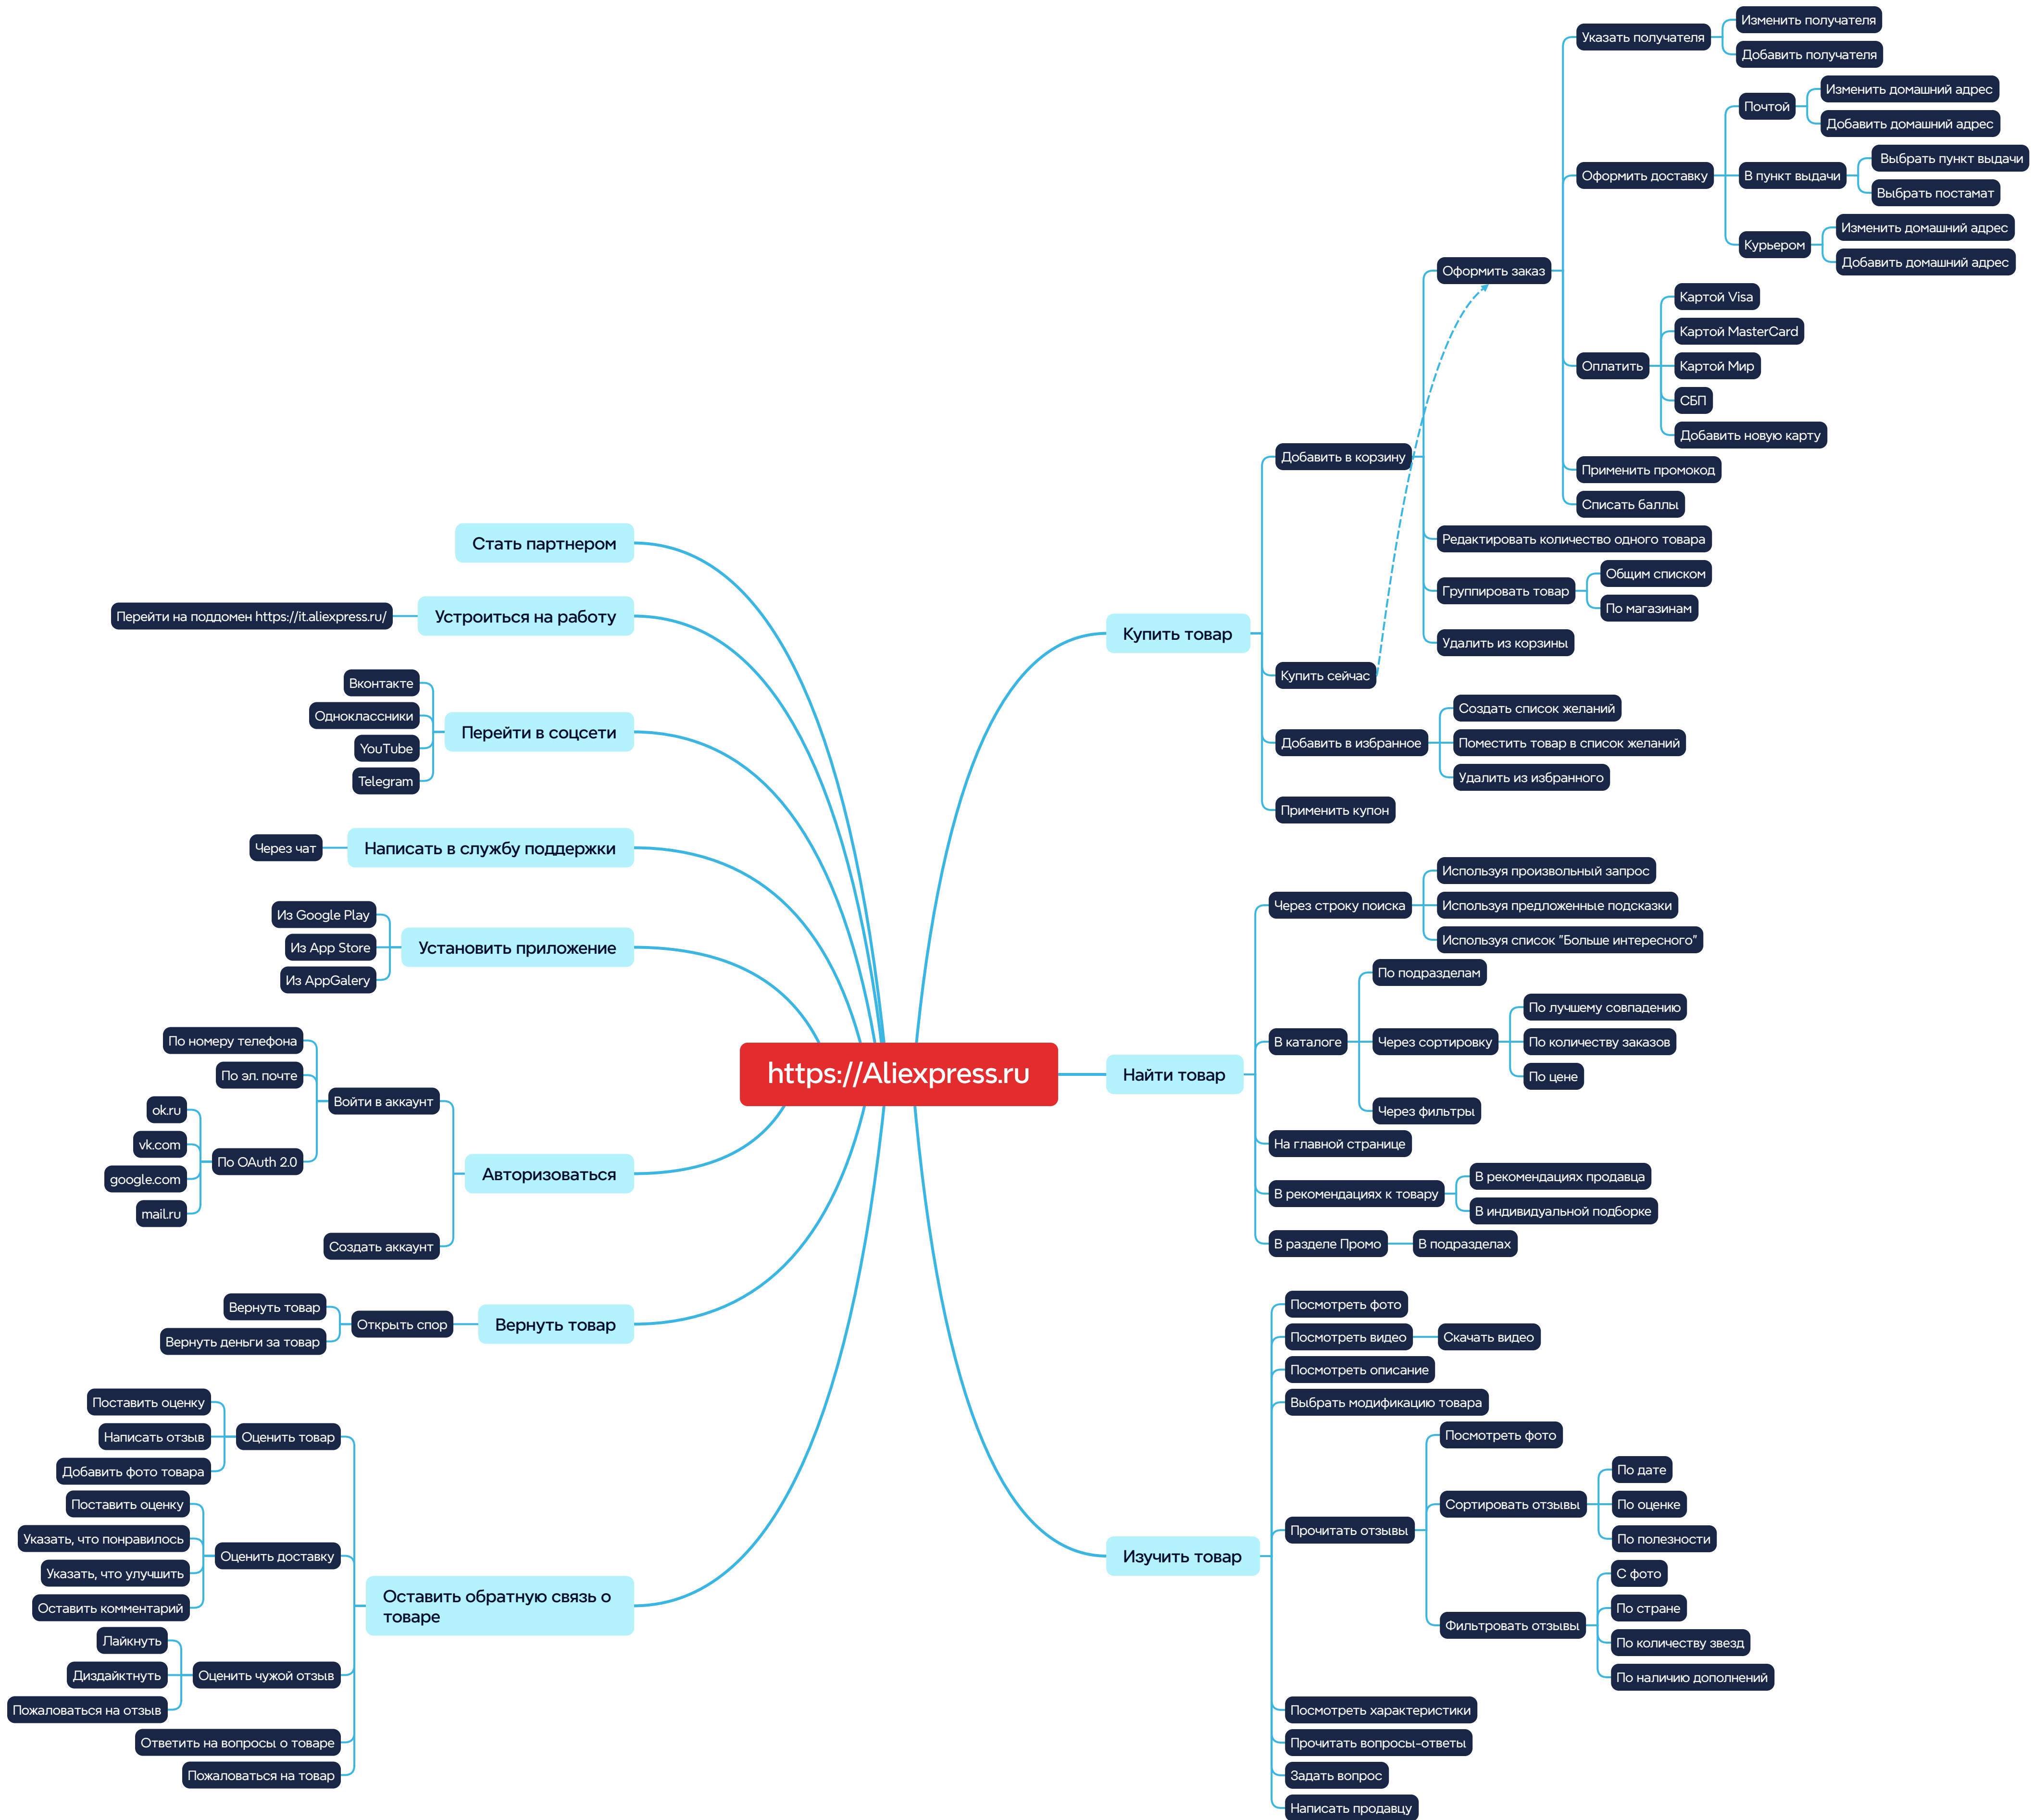 https://Aliexpress.ru
Купить товар
Добавить в корзину
Оформить заказ
Указать получателя
Изменить получателя
Добавить получателя
Оформить доставку
Почтой
Изменить домашний адрес
Добавить домашний адрес
В пункт выдачи
Выбрать пункт выдачи
Выбрать постамат
Курьером
Изменить домашний адрес
Добавить домашний адрес
Оплатить
Картой Visa
Картой MasterCard
Картой Мир
СБП
Добавить новую карту
Применить промокод
Списать баллы
Редактировать количество одного товара
Группировать товар
Общим списком
По магазинам
Удалить из корзины
Купить сейчас
Добавить в избранное
Создать список желаний
Поместить товар в список желаний
Удалить из избранного
Применить купон
Найти товар
Через строку поиска
Используя произвольный запрос
Используя предложенные подсказки
Используя список "Больше интересного"
В каталоге
По подразделам
Через сортировку
По лучшему совпадению
По количеству заказов
По цене
Через фильтры
На главной странице
В рекомендациях к товару
В рекомендациях продавца
В индивидуальной подборке
В разделе Промо
В подразделах
Изучить товар
Посмотреть фото
Посмотреть видео
Скачать видео
Посмотреть описание
Выбрать модификацию товара
Прочитать отзывы
Посмотреть фото
Сортировать отзывы
По дате
По оценке
По полезности
Фильтровать отзывы
С фото
По стране
По количеству звезд
По наличию дополнений
Посмотреть характеристики
Прочитать вопросы-ответы
Задать вопрос
Написать продавцу
Стать партнером
Устроиться на работу
Перейти на поддомен https://it.aliexpress.ru/
Перейти в соцсети
Вконтакте
Одноклассники
YouTube
Telegram
Написать в службу поддержки
Через чат
Установить приложение
Из Google Play
Из App Store
Из AppGalery
Авторизоваться
Войти в аккаунт
По номеру телефона
По эл. почте
По OAuth 2.0
ok.ru
vk.com
google.com
mail.ru
Создать аккаунт
Вернуть товар
Открыть спор
Вернуть товар
Вернуть деньги за товар
Оставить обратную связь о
товаре
Оценить товар
Поставить оценку
Написать отзыв
Добавить фото товара
Оценить доставку
Поставить оценку
Указать, что понравилось
Указать, что улучшить
Оставить комментарий
Оценить чужой отзыв
Лайкнуть
Диздайктнуть
Пожаловаться на отзыв
Ответить на вопросы о товаре
Пожаловаться на товар